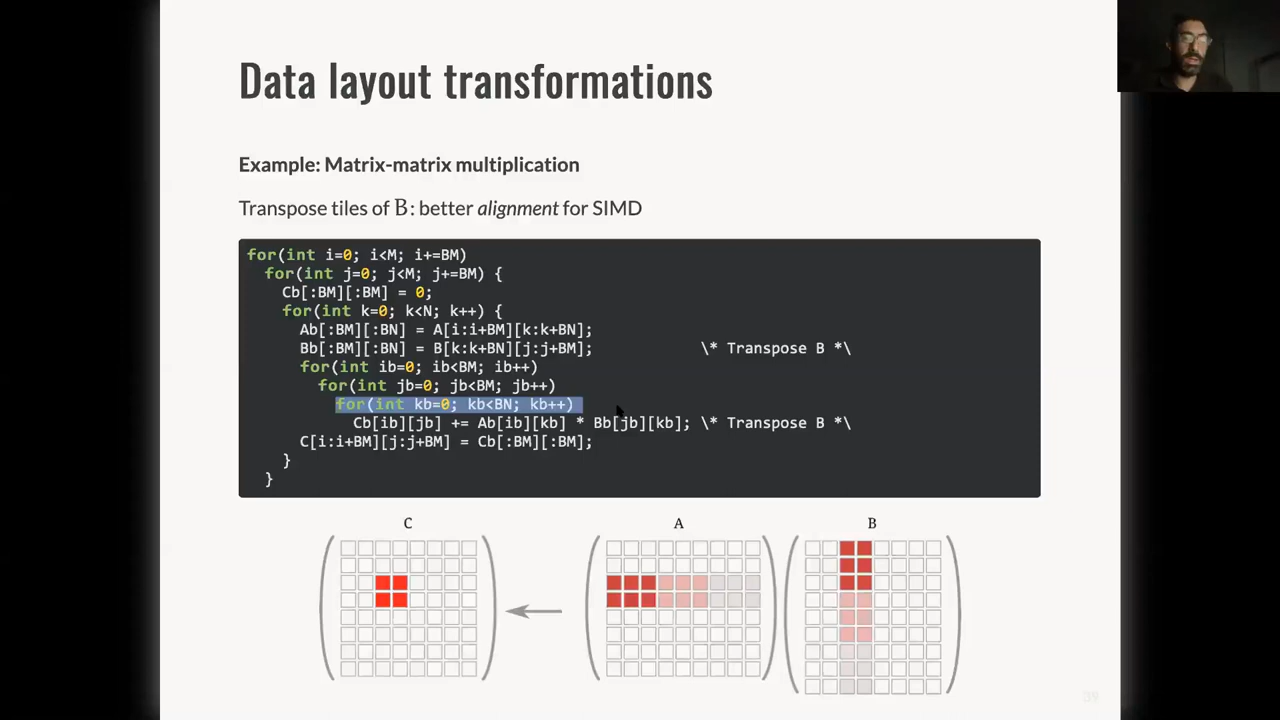 Data layout transformations
Example: Matrix-matrix multiplication
Transpose tiles of B: better alignment for SIMD
for(int i=0; i<M; i+=BM)
for(int j=0; j<M; j+=BM) {
Cb[:BM][:BM] = 0;
for(int k=0; k<N; k++) {
Ab[:BM][:BN] = A[i:i+BM][k:k+BN];
Bb[:BM][:BN] = B[k:k+BN][j:j+BM]; \* Transpose B *\
for(int ib=0; ib<BM; ib++)
for(int jb=0; jb<BM; jb++)
for(int kb=0; kb<BN; kb++)
Cb[ib][jb] += Ab[ib][kb] * Bb[jb][kb]; \* Transpose B *\
C[i:i+BM][j:j+BM] = Cb[:BM][:BM];
}
}
C A B
39